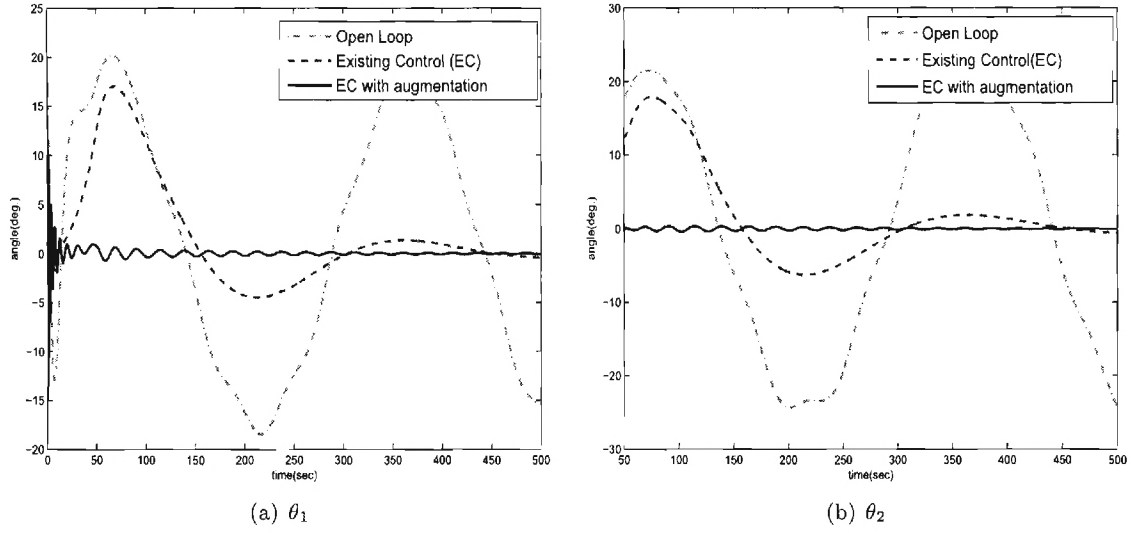 25
20
15
10
5
0
-5
-10
-15
-20
angle(deg.)
0 50 100 150 200 250 300 350 400 450 500
time(sec)
Open Loop
Existing Control (EC)
EC with augmentation
(a) θ1
30
20
10
0
-10
-20
-30
angle(deg.)
50 100 150 200 250 300 350 400 450 500
time(sec)
Open Loop
Existing Control(EC)
EC with augmentation
(b) θ2